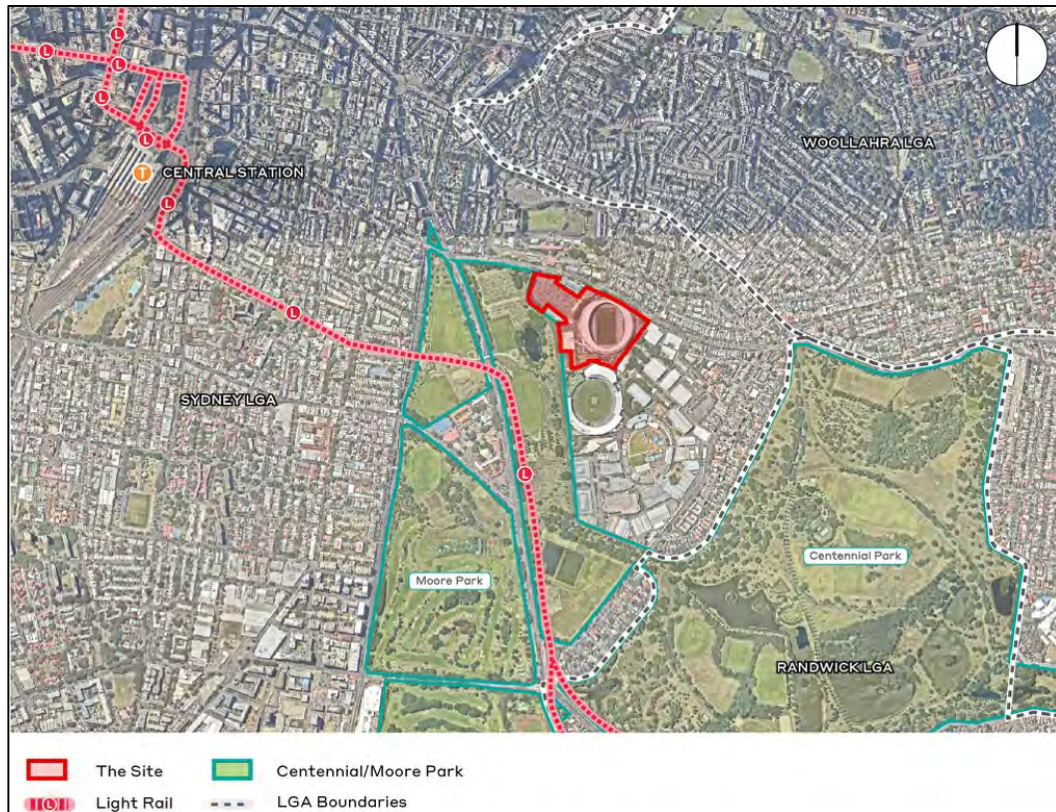 L
L
L
L
L
WOOLLAHRA LGA
T CENTRAL STATION
L
L
SYDNEY LGA
L
Centennial Park
Moore Park
RANDWICK LGA
The Site
Centennial/Moore Park
L Light Rail
LGA Boundaries